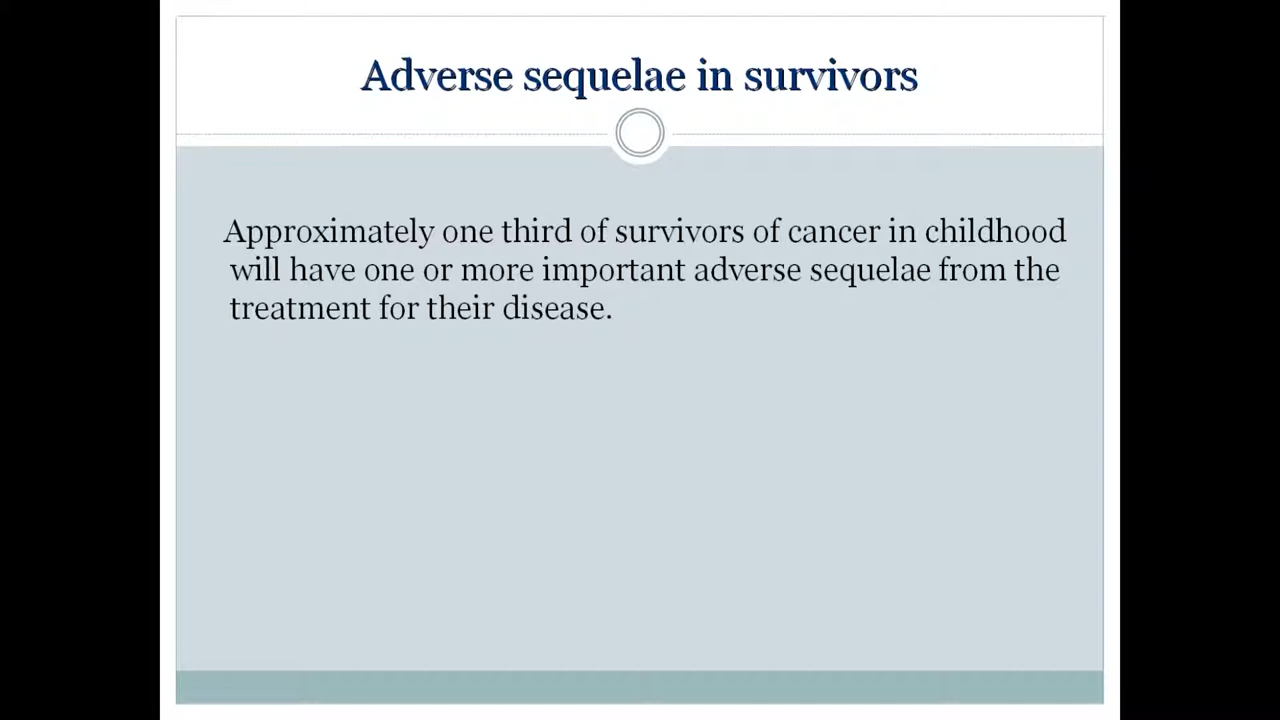 Adverse sequelae in survivors
Approximately one third of survivors of cancer in childhood
will have one or more important adverse sequelae from the
treatment for their disease.